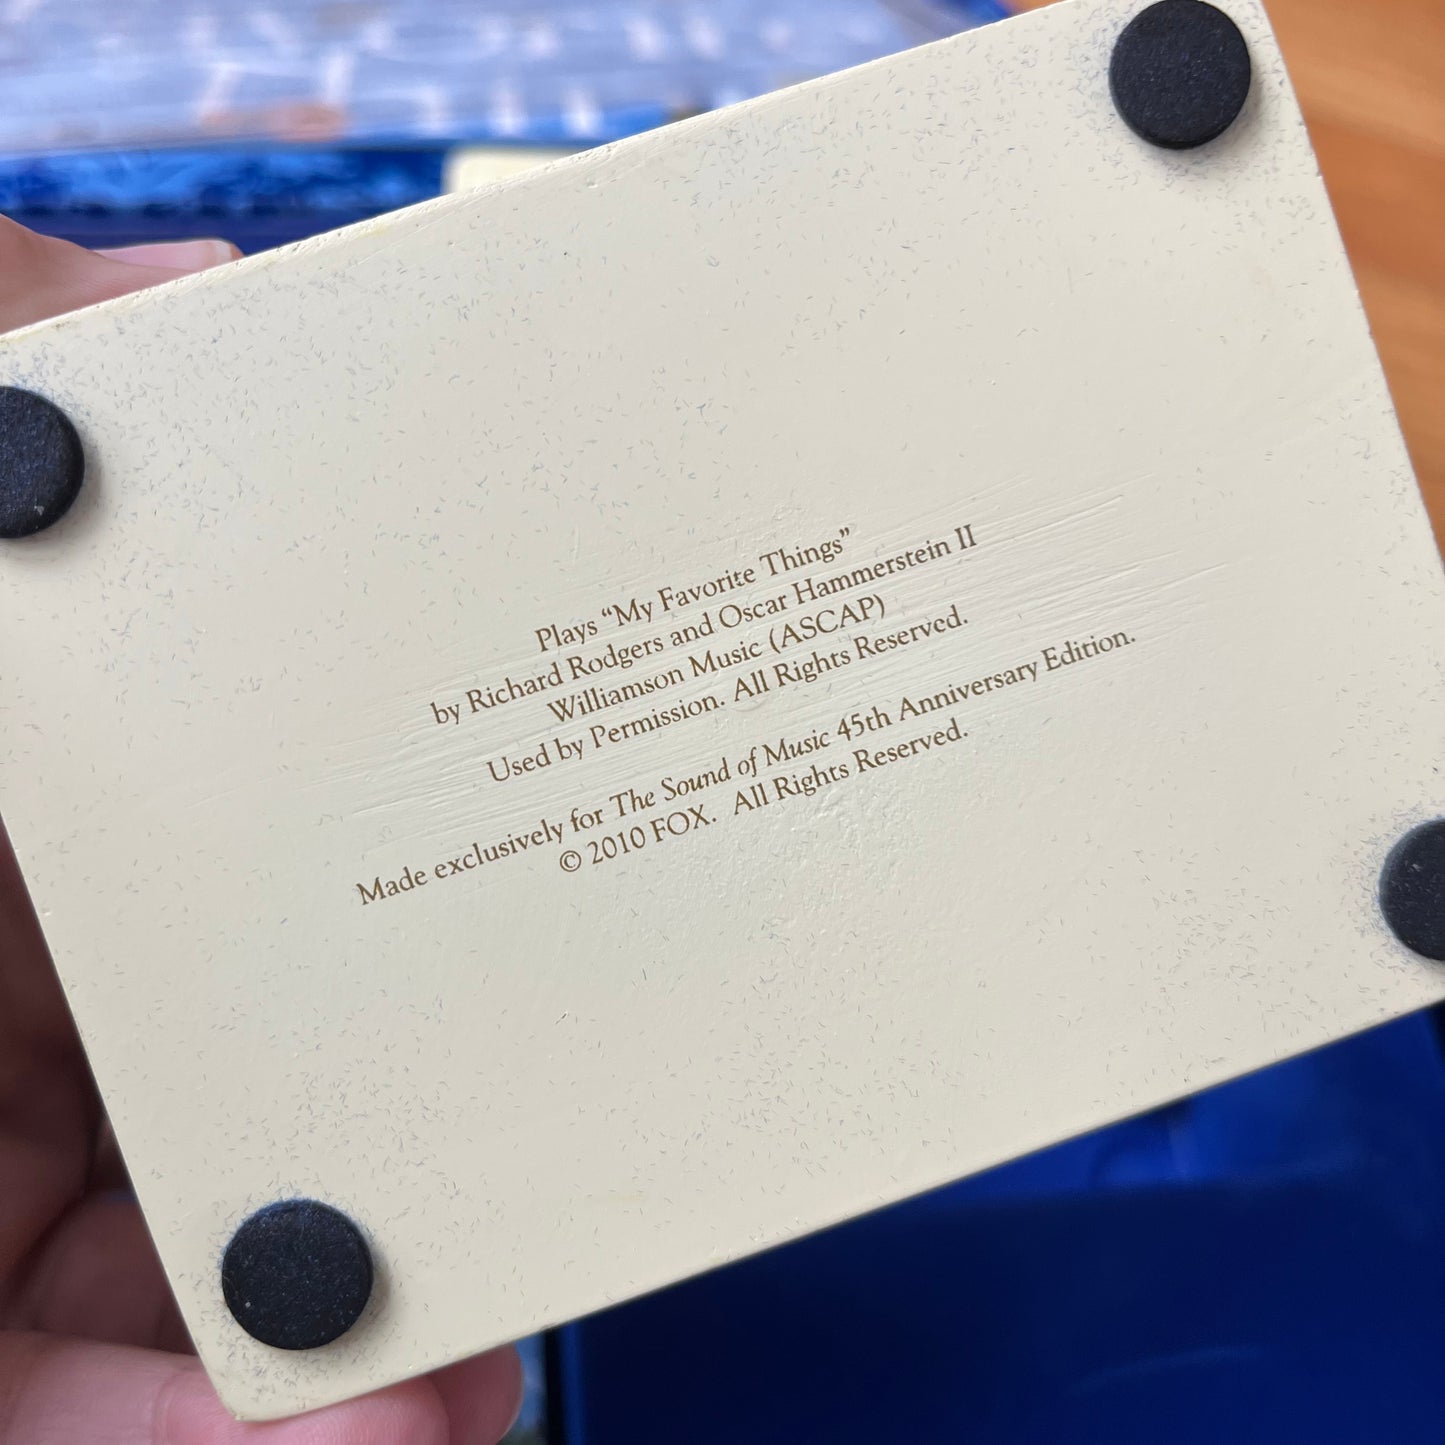 Plays “My Favorite Things”
by Richard Rodgers and Oscar Hammerstein II
Williamson Music (ASCAP)
Used by Permission. All Rights Reserved.
Made exclusively for The Sound of Music 45th Anniversary Edition.
© 2010 FOX. All Rights Reserved.